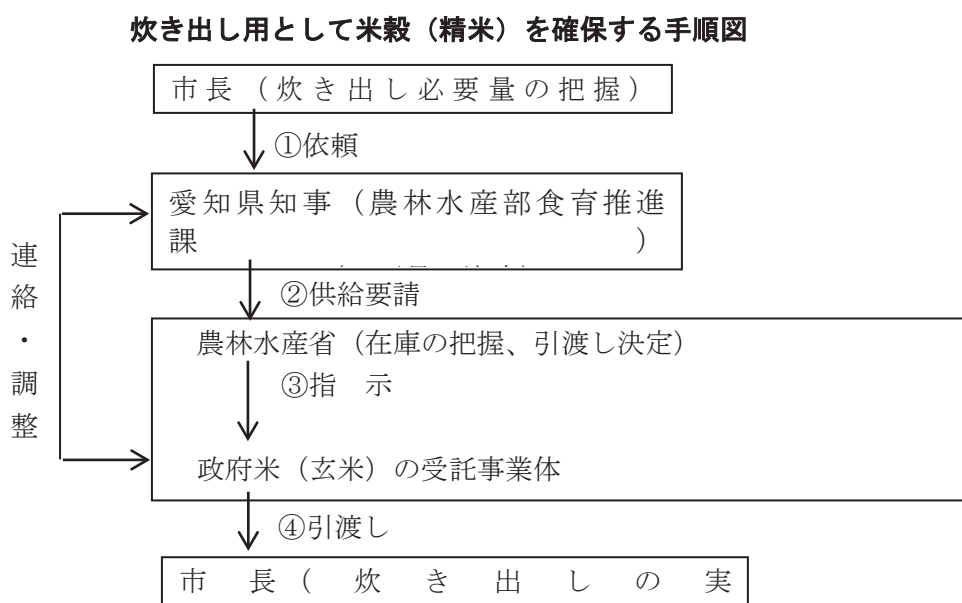 炊き出し用として米穀（精米）を確保する手順図
市長（炊き出し必要量の把握）
①依頼
愛知県知事（農林水産部食育推進
課　　　　　　　　　　　　）
②供給要請
連絡・調整
農林水産省（在庫の把握、引渡し決定）
③指　示
政府米（玄米）の受託事業体
④引渡し
市長（炊き出しの実